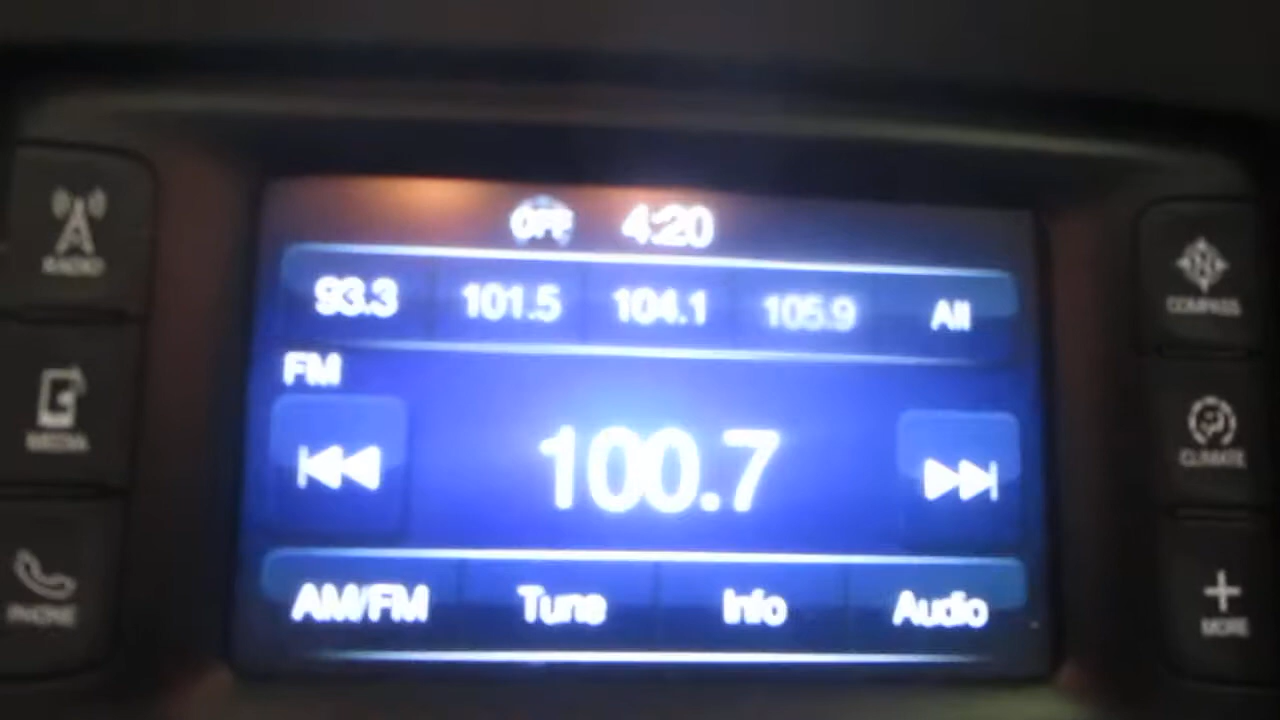 OFF 4:20
93.3 101.5 104.1 105.9 All
FM
100.7
AM/FM Tune Info Audio
RADIO
MEDIA
PHONE
N
COMPASS
CLIMATE
MORE